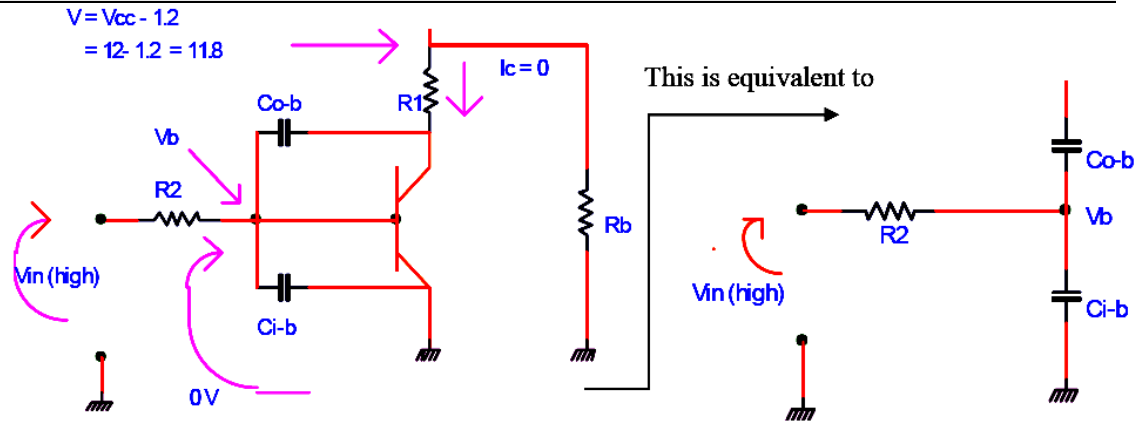 V = Vcc - 1.2
= 12- 1.2 = 11.8
Ic = 0
This is equivalent to
Co-b
R1
Vb
R2
Rb
Vin (high)
Ci-b
0 V
Co-b
Vb
R2
Vin (high)
Ci-b